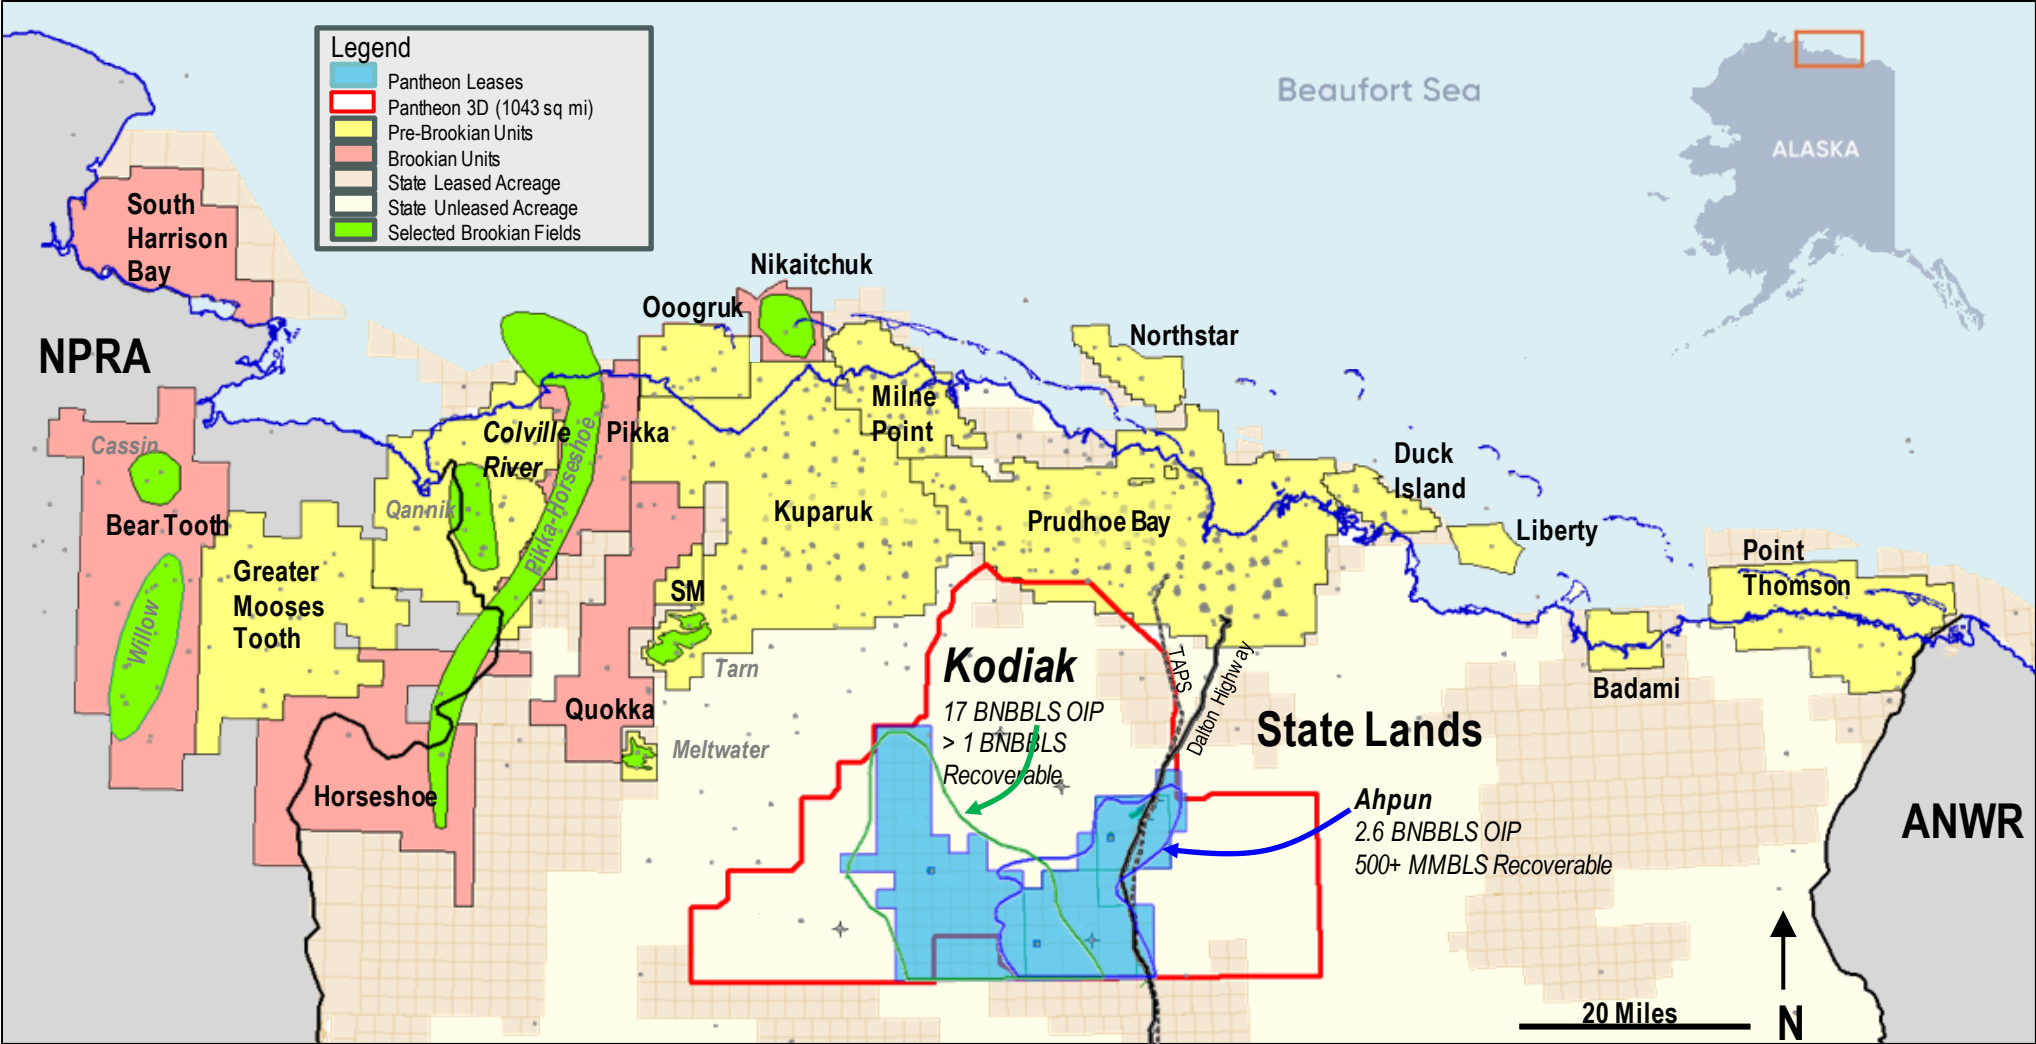 Legend
Pantheon Leases
Pantheon 3D (1043 sq mi)
Pre-Brookian Units
Brookian Units
State Leased Acreage
State Unleased Acreage
Selected Brookian Fields
Beaufort Sea
ALASKA
South
Harrison
Bay
NPRA
Nikaitchuk
Ooogruk
Northstar
Cassin
Colville
River
Pikka
Milne
Point
Duck
Island
Qannik
Bear Tooth
Pikka-Horseshoe
Kuparuk
Prudhoe Bay
Liberty
Point
Thomson
Greater
Mooses
Tooth
Willow
SM
Tarn
Kodiak
17 BNBBLS OIP
> 1 BNBBLS
Recoverable
TAPS
Dalton Highway
Badami
Quokka
Meltwater
State Lands
Horseshoe
Ahpun
2.6 BNBBLS OIP
500+ MMBLS Recoverable
ANWR
20 Miles
N